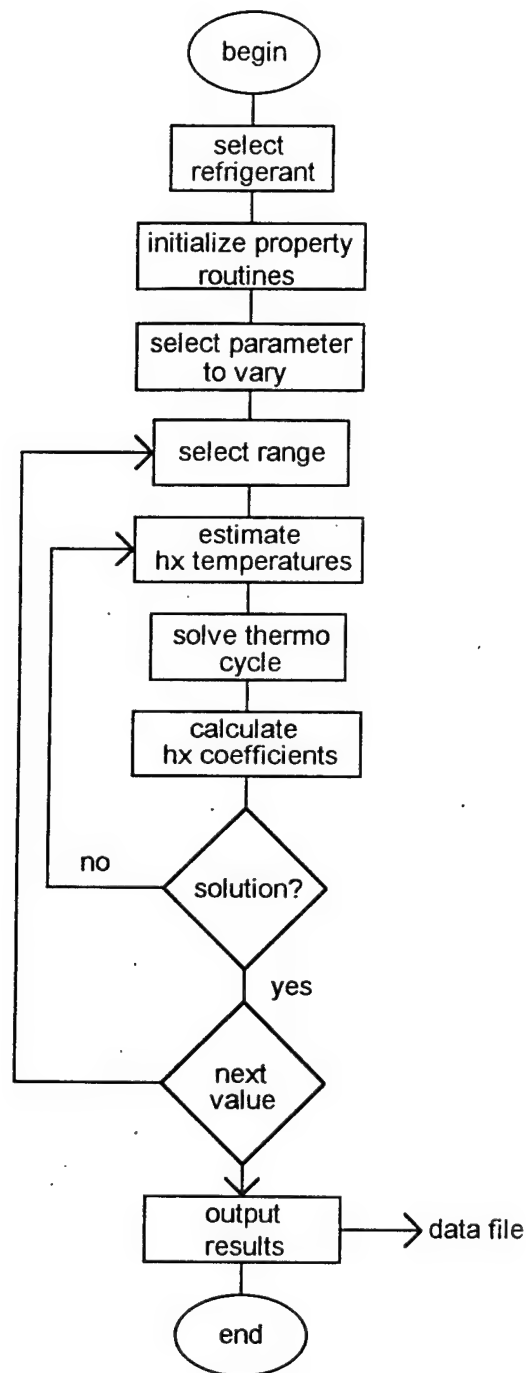 begin
select
refrigerant
initialize property
routines
select parameter
to vary
select range
estimate
hx temperatures
solve thermo
cycle
calculate
hx coefficients
no
solution?
yes
next
value
output
results
data file
end